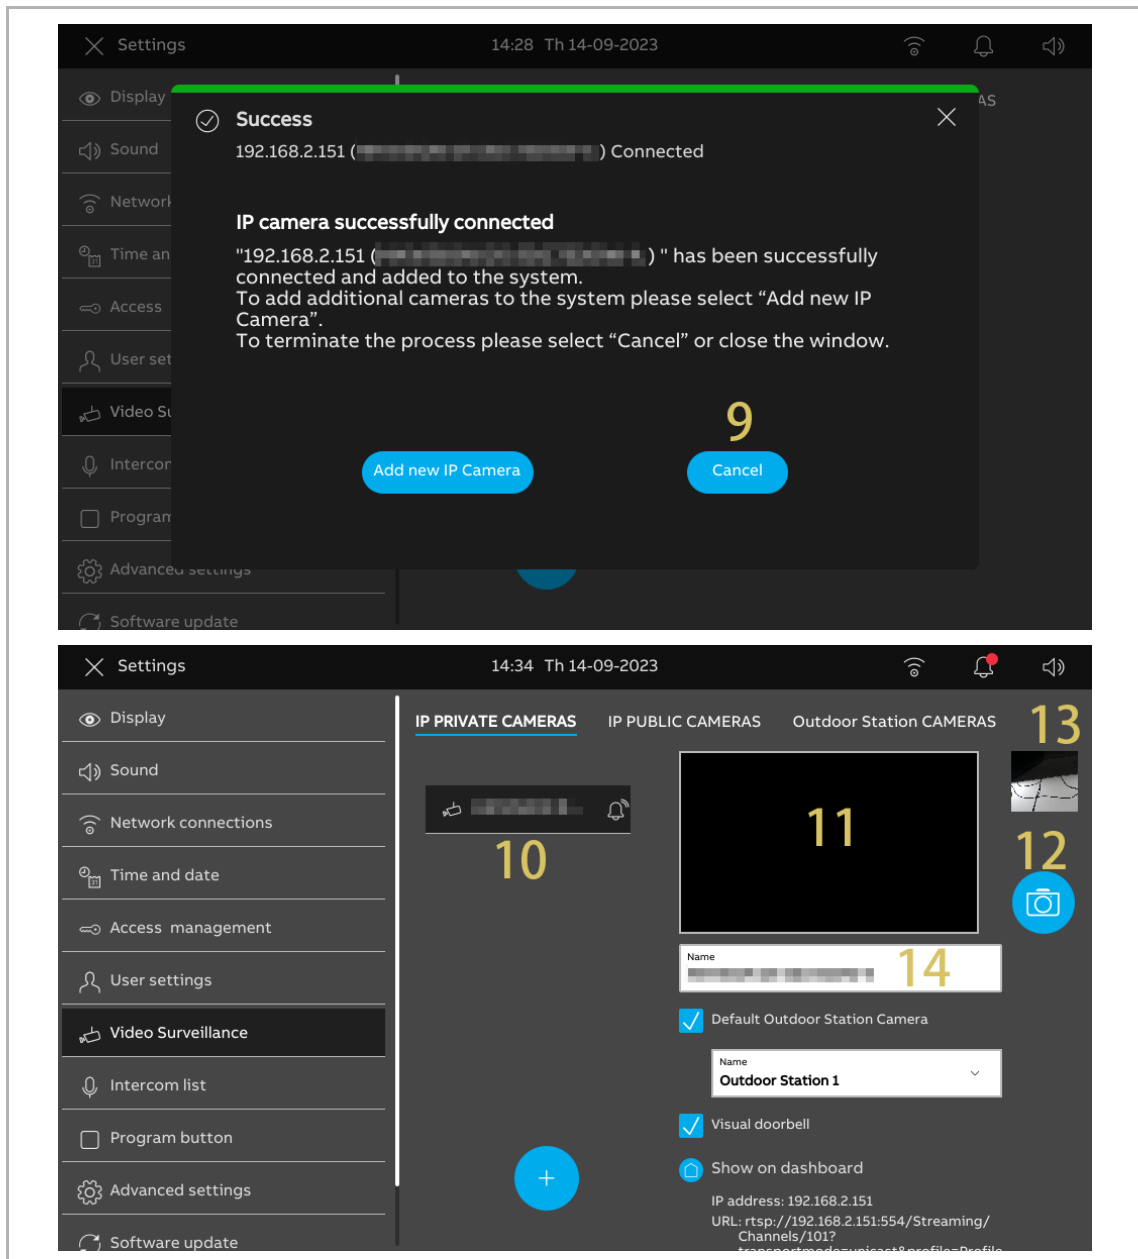 Settings
14:28 Th 14-09-2023
Display
AS
Success
192.168.2.151 ( ) Connected
Sound
Network
IP camera successfully connected
"192.168.2.151 ( ) " has been successfully
connected and added to the system.
To add additional cameras to the system please select “Add new IP
Camera”.
To terminate the process please select “Cancel” or close the window.
Time an
Access
User set
Video Su
9
Intercom
Add new IP Camera
Cancel
Program
Advanced settings
Software update
Settings
14:34 Th 14-09-2023
Display
IP PRIVATE CAMERAS
IP PUBLIC CAMERAS
Outdoor Station CAMERAS
13
Sound
Network connections
10
11
12
Time and date
Access management
Name
14
User settings
Default Outdoor Station Camera
Video Surveillance
Name
Outdoor Station 1
Intercom list
Visual doorbell
Program button
Show on dashboard
Advanced settings
IP address: 192.168.2.151
URL: rtsp://192.168.2.151:554/Streaming/
Channels/101?
transportmode=unicast&profile=Profile
Software update